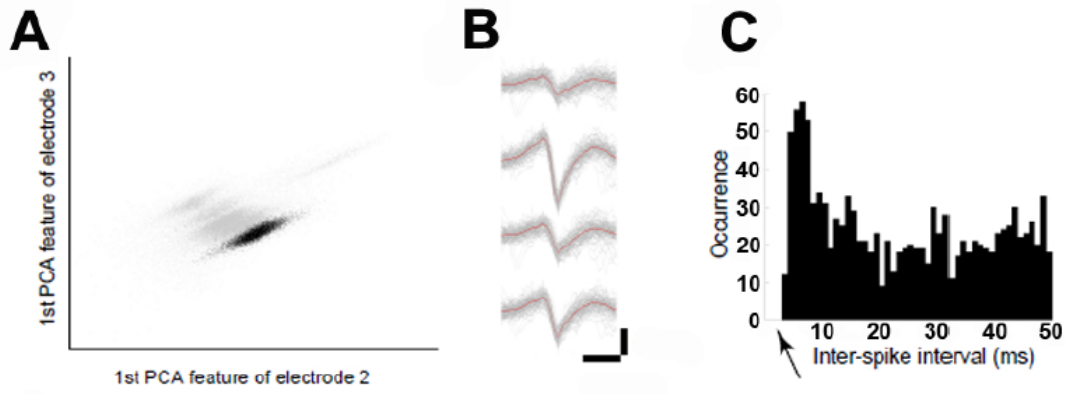 A
1st PCA feature of electrode 3
1st PCA feature of electrode 2
B
C
Occurrence
60
50
40
30
20
10
0
10 20 30 40 50
Inter-spike interval (ms)